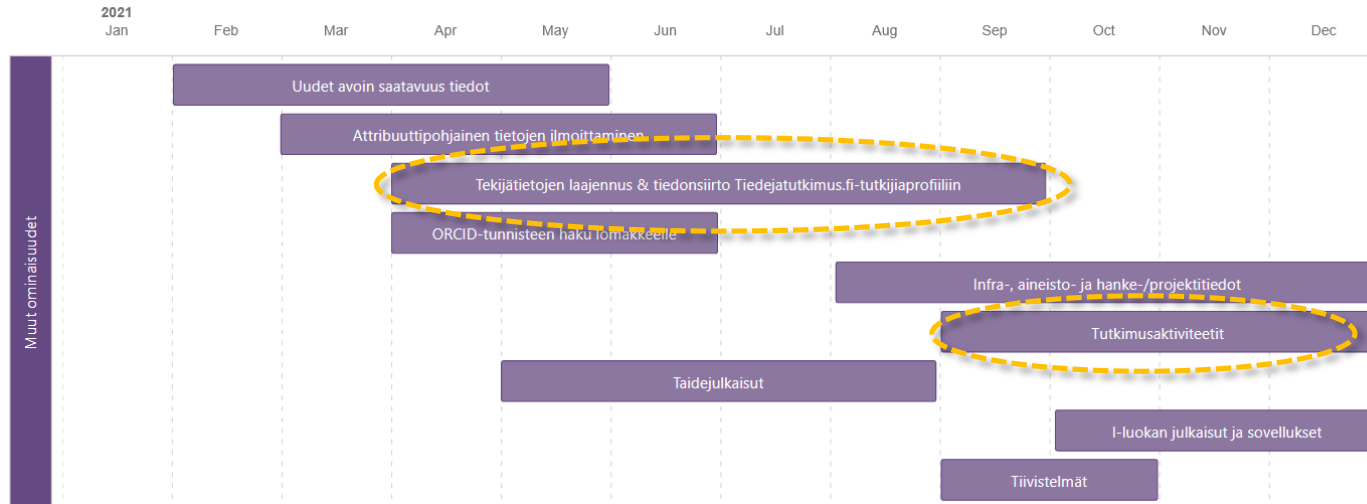 2021
Jan Feb Mar Apr May Jun Jul Aug Sep Oct Nov Dec
Muut ominaisuudet
Uudet avoin saatavuus tiedot
Attribuuttipohjainen tietojen ilmoittaminen
Tekijätietojen laajennus & tiedonsiirto Tiedejatutkimus.fi-tutkijiaprofiiliin
ORCID-tunnisteen haku lomakkeelle
Infra-, aineisto- ja hanke-/projektitiedot
Tutkimusaktiviteetit
Taidejulkaisut
I-luokan julkaisut ja sovellukset
Tiivistelmät